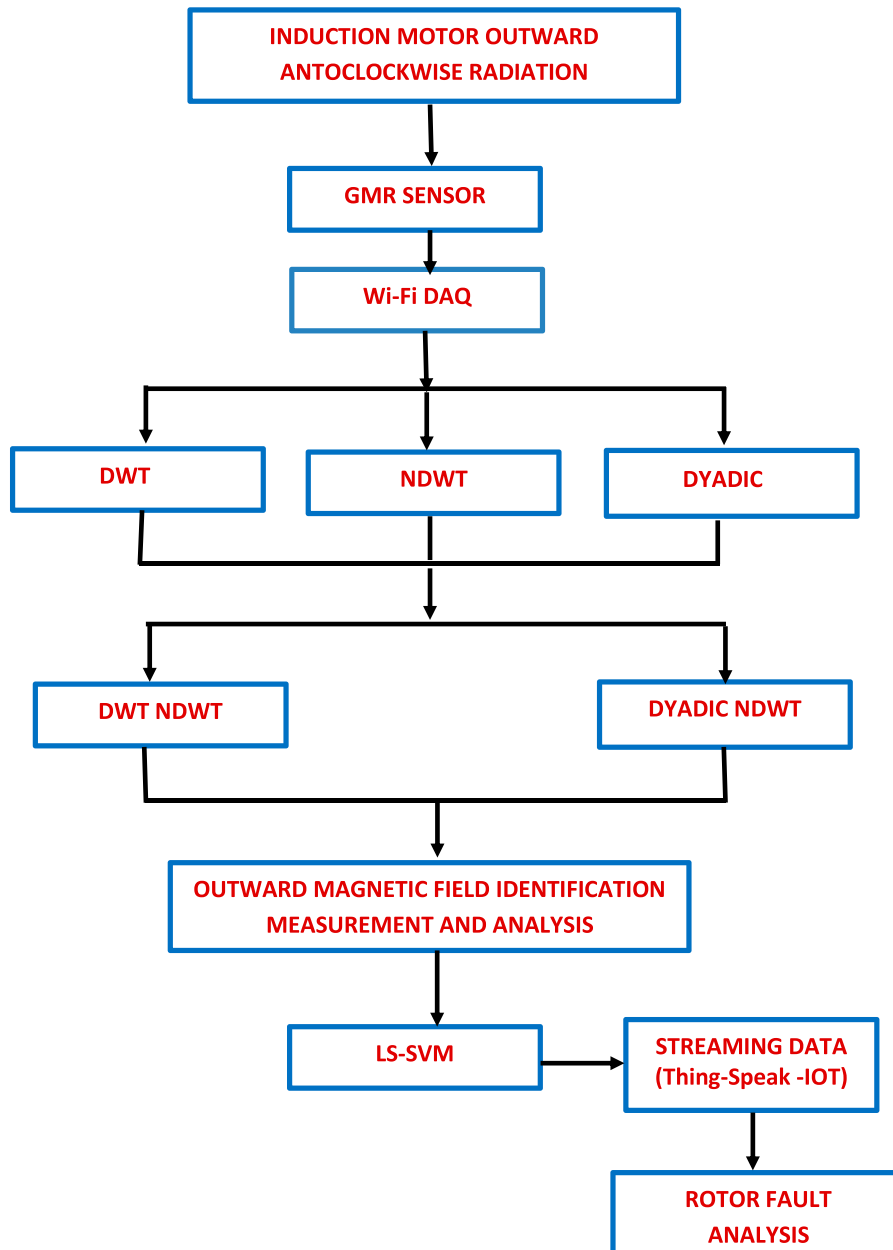 INDUCTION MOTOR OUTWARD
ANTOCLOCKWISE RADIATION
GMR SENSOR
Wi-Fi DAQ
DWT
NDWT
DYADIC
DWT NDWT
DYADIC NDWT
OUTWARD MAGNETIC FIELD IDENTIFICATION
MEASUREMENT AND ANALYSIS
LS-SVM
STREAMING DATA
(Thing-Speak -IOT)
ROTOR FAULT
ANALYSIS